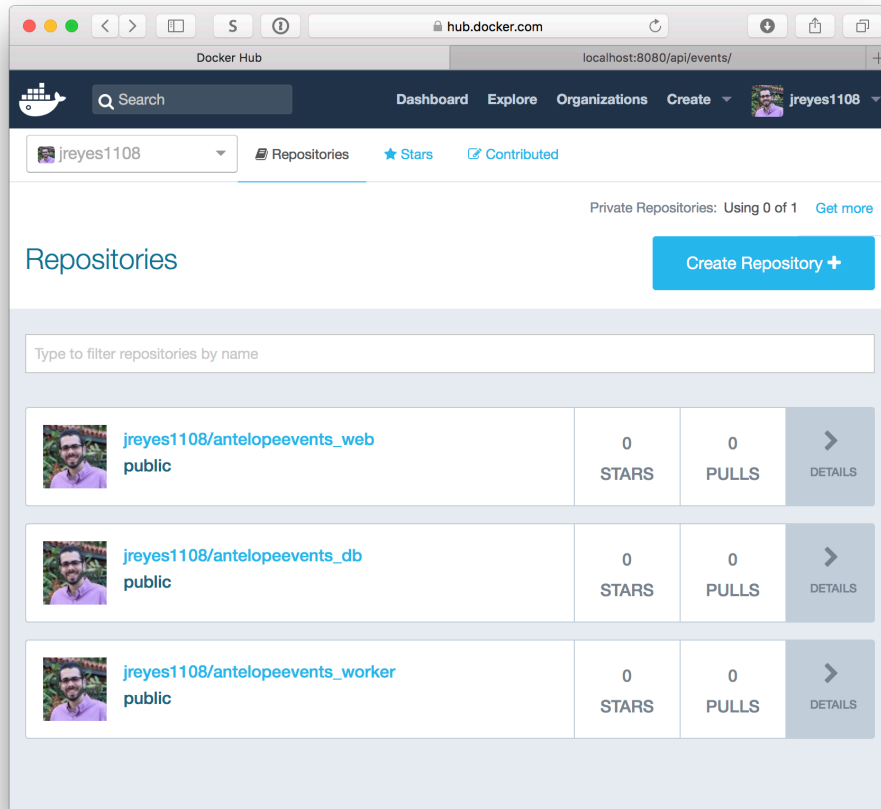 hub.docker.com
Docker Hub
localhost:8080/api/events/
Search
Dashboard Explore Organizations Create jreyes1108
jreyes1108 Repositories Stars Contributed
Private Repositories: Using 0 of 1 Get more
Repositories
Create Repository
Type to filter repositories by name
jreyes1108/antelopeevents_web
public
0
STARS
0
PULLS
DETAILS
jreyes1108/antelopeevents_db
public
0
STARS
0
PULLS
DETAILS
jreyes1108/antelopeevents_worker
public
0
STARS
0
PULLS
DETAILS